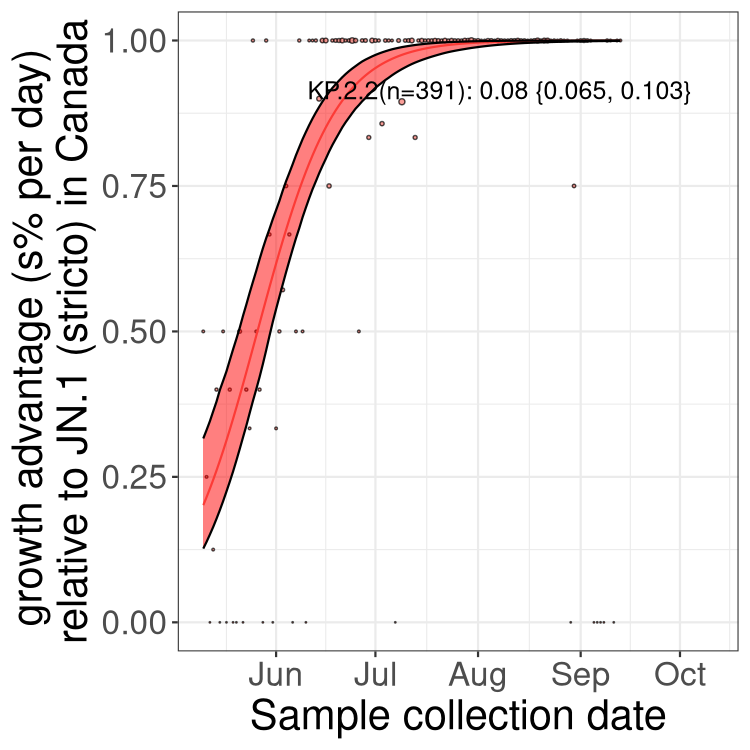 growth advantage (s% per day)
relative to JN.1 (stricto) in Canada
1.00
0.75
0.50
0.25
0.00
KP.2.2(n=391): 0.08 {0.065, 0.103}
Jun Jul Aug Sep Oct
Sample collection date